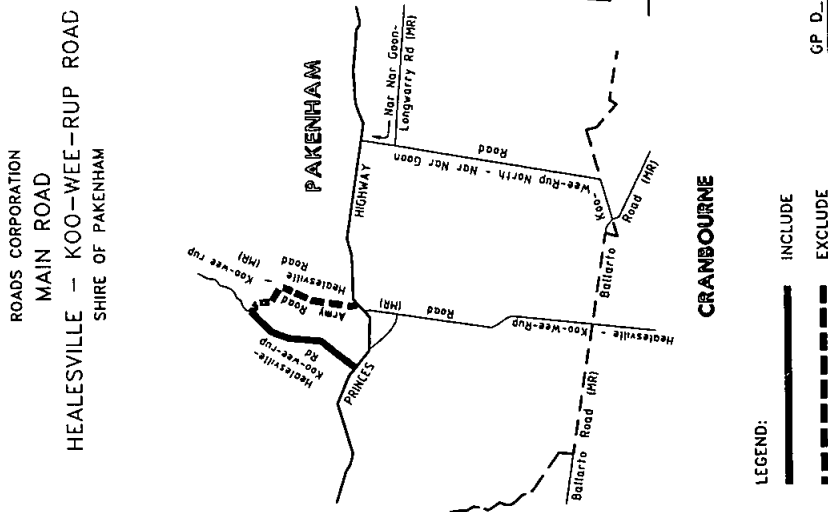 ROADS CORPORATION
MAIN ROAD
HEALESVILLE – KOO–WEE–RUP ROAD
SHIRE OF PAKENHAM
PAKENHAM
Nar Nar Goon-
Longwarry Rd (MR)
HIGHWAY
PRINCES
Koo-wee rup
(MR)
Healesville
Road
Army
Road
Healesville-
Koo-wee-rup
Rd
Koo-
Wee-Rup North - Nar Nar Goon
Road
Healesville - Koo-Wee-Rup
Road
(MR)
Ballarto Road (MR)
Ballarto Road (MR)
CRANBOURNE
LEGEND:
INCLUDE
EXCLUDE